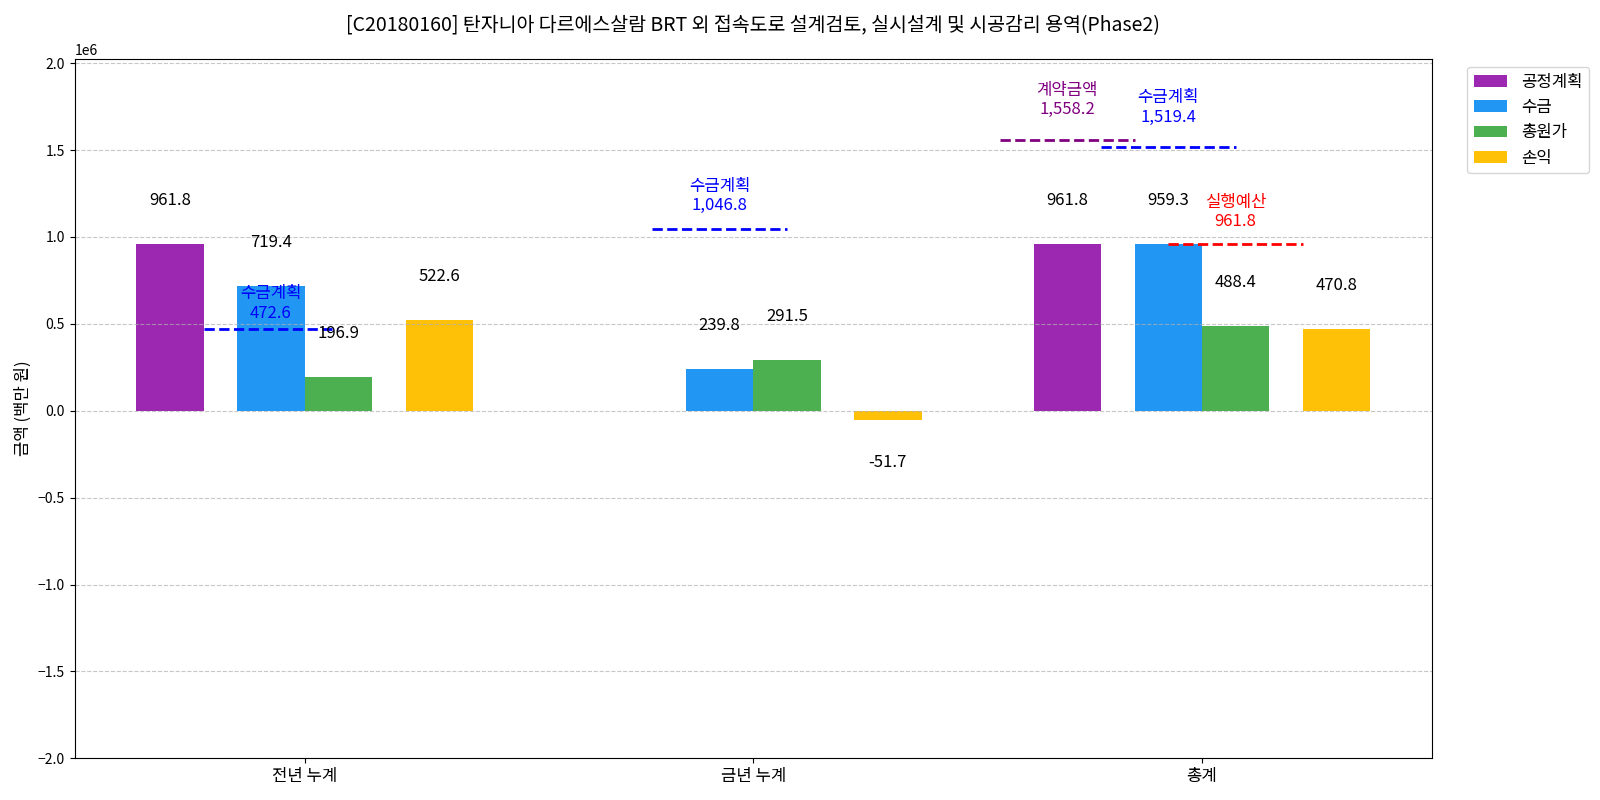 [C20180160] 탄자니아 다르에스살람 BRT 외 접속도로 설계검토, 실시설계 및 시공감리 용역(Phase2)
1e6
2.0
1.5
1.0
0.5
0.0
−0.5
−1.0
−1.5
−2.0
금액 (백만 원)
961.8
719.4
수금계획
472.6
196.9
522.6
수금계획
1,046.8
239.8
291.5
-51.7
계약금액
1,558.2
수금계획
1,519.4
961.8
959.3
실행예산
961.8
488.4
470.8
전년 누계
금년 누계
총계
공정계획
수금
총원가
손익